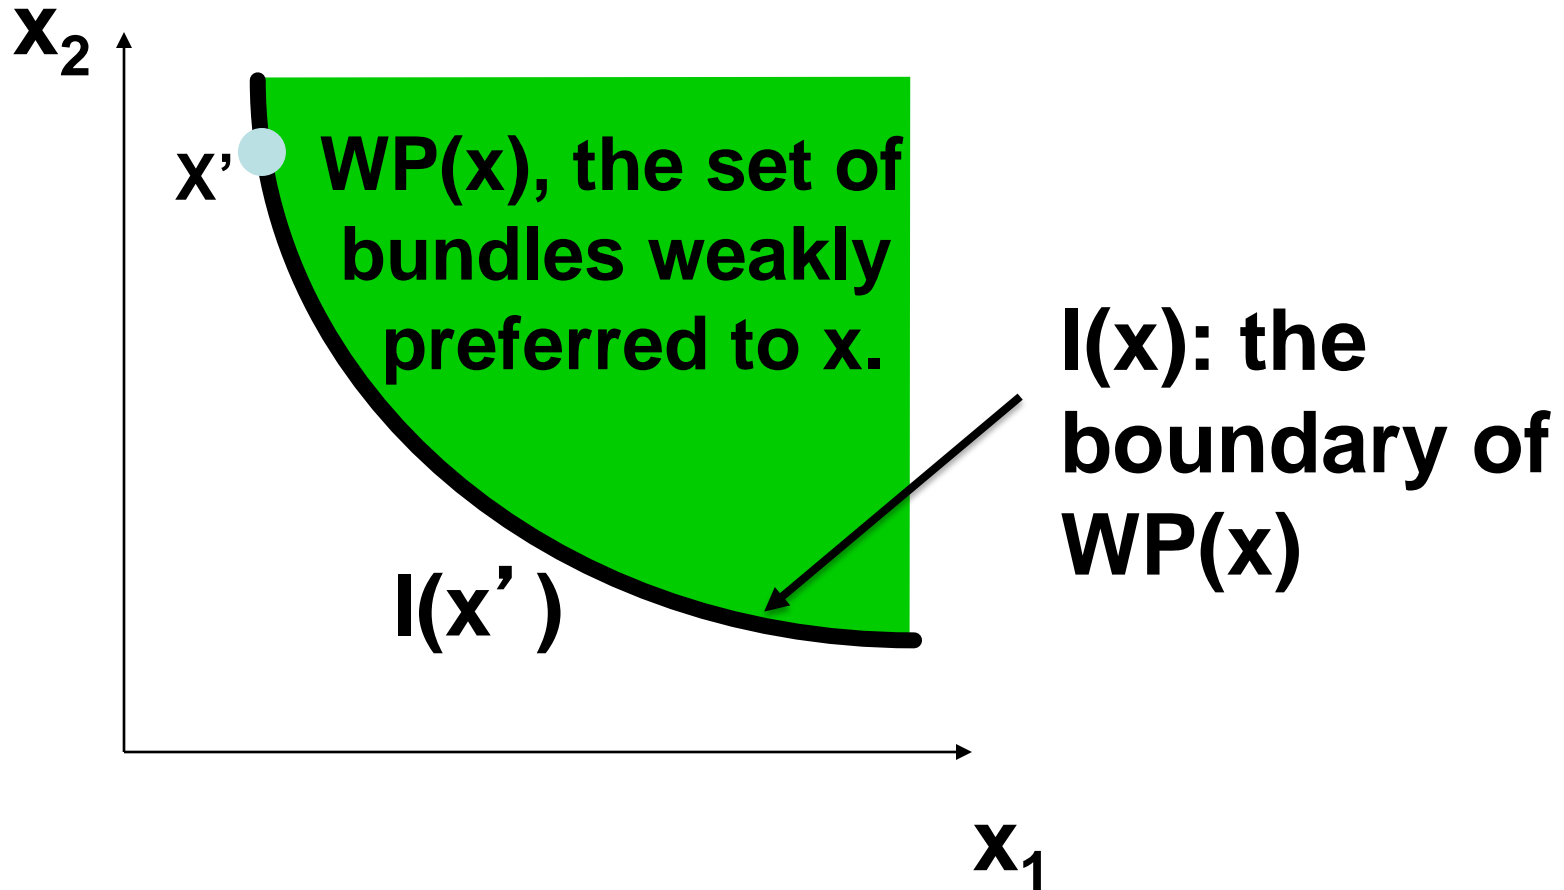 x₂
X’
WP(x), the set of
bundles weakly
preferred to x.
I(x): the
boundary of
WP(x)
I(x’)
x₁